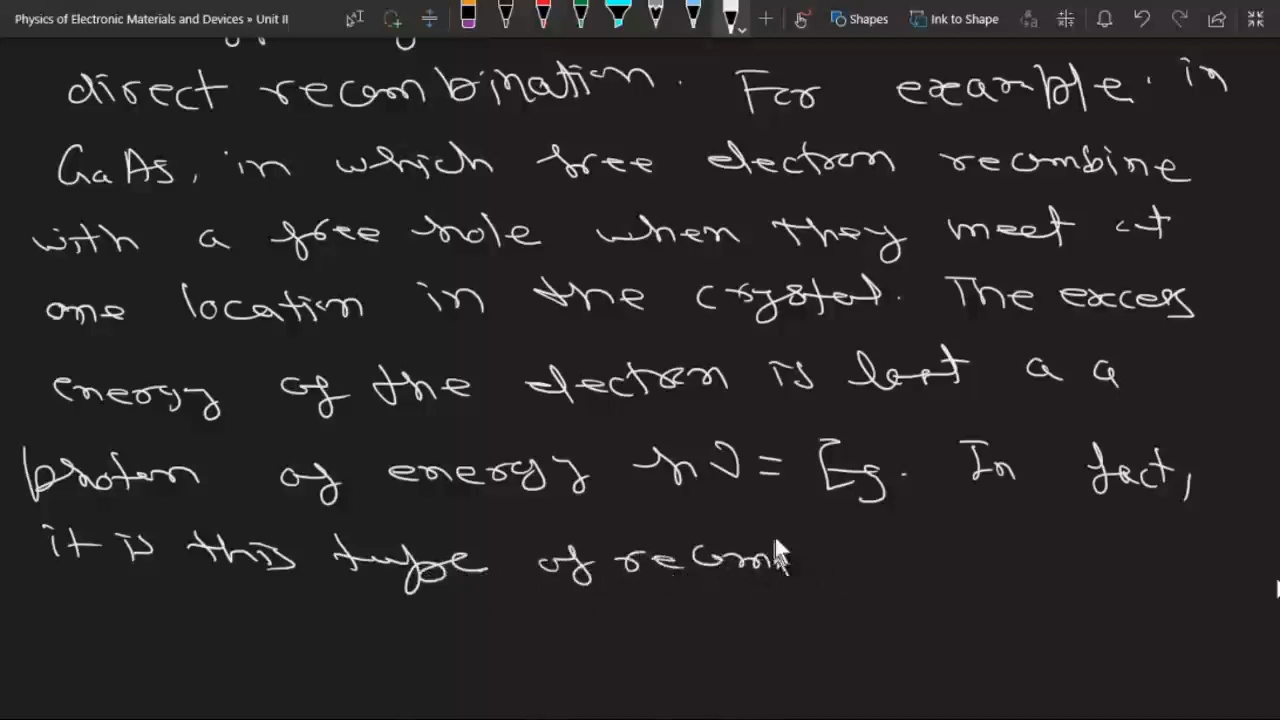 Physics of Electronic Materials and Devices » Unit II
Shapes
Ink to Shape
direct recombination. For example, in
GaAs, in which free electron recombine
with a free hole when they meet at
one location in the crystal. The excess
energy of the electron is lost a a
photon of energy hν = Eg. In fact,
it is this type of recom